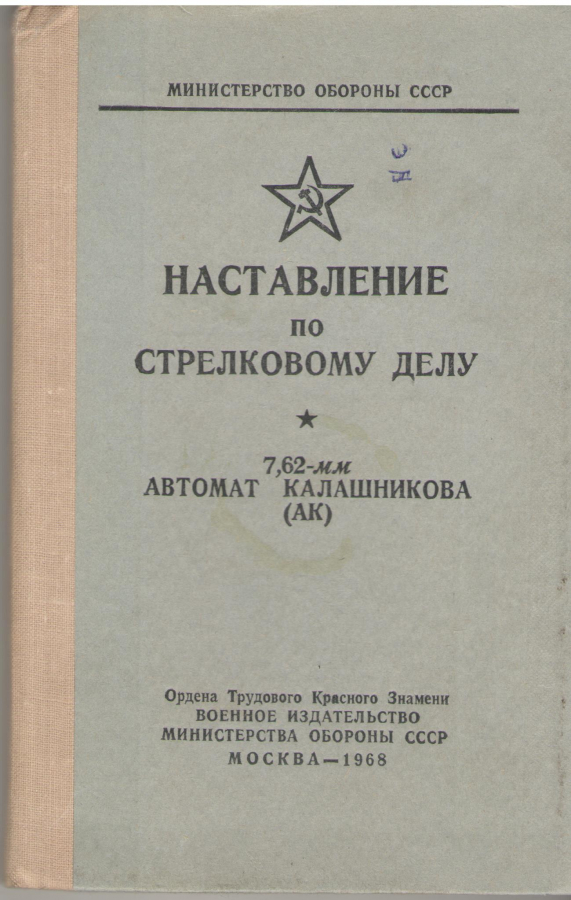 МИНИСТЕРСТВО ОБОРОНЫ СССР
НАСТАВЛЕНИЕ
ПО
СТРЕЛКОВОМУ ДЕЛУ
7,62-мм
АВТОМАТ КАЛАШНИКОВА
(АК)
Ордена Трудового Красного Знамени
ВОЕННОЕ ИЗДАТЕЛЬСТВО
МИНИСТЕРСТВА ОБОРОНЫ СССР
МОСКВА—1968